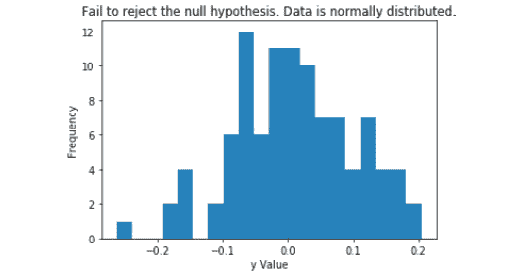 Fail to reject the null hypothesis. Data is normally distributed.
12
10
8
6
4
2
0
Frequency
−0.2 −0.1 0.0 0.1 0.2
y Value